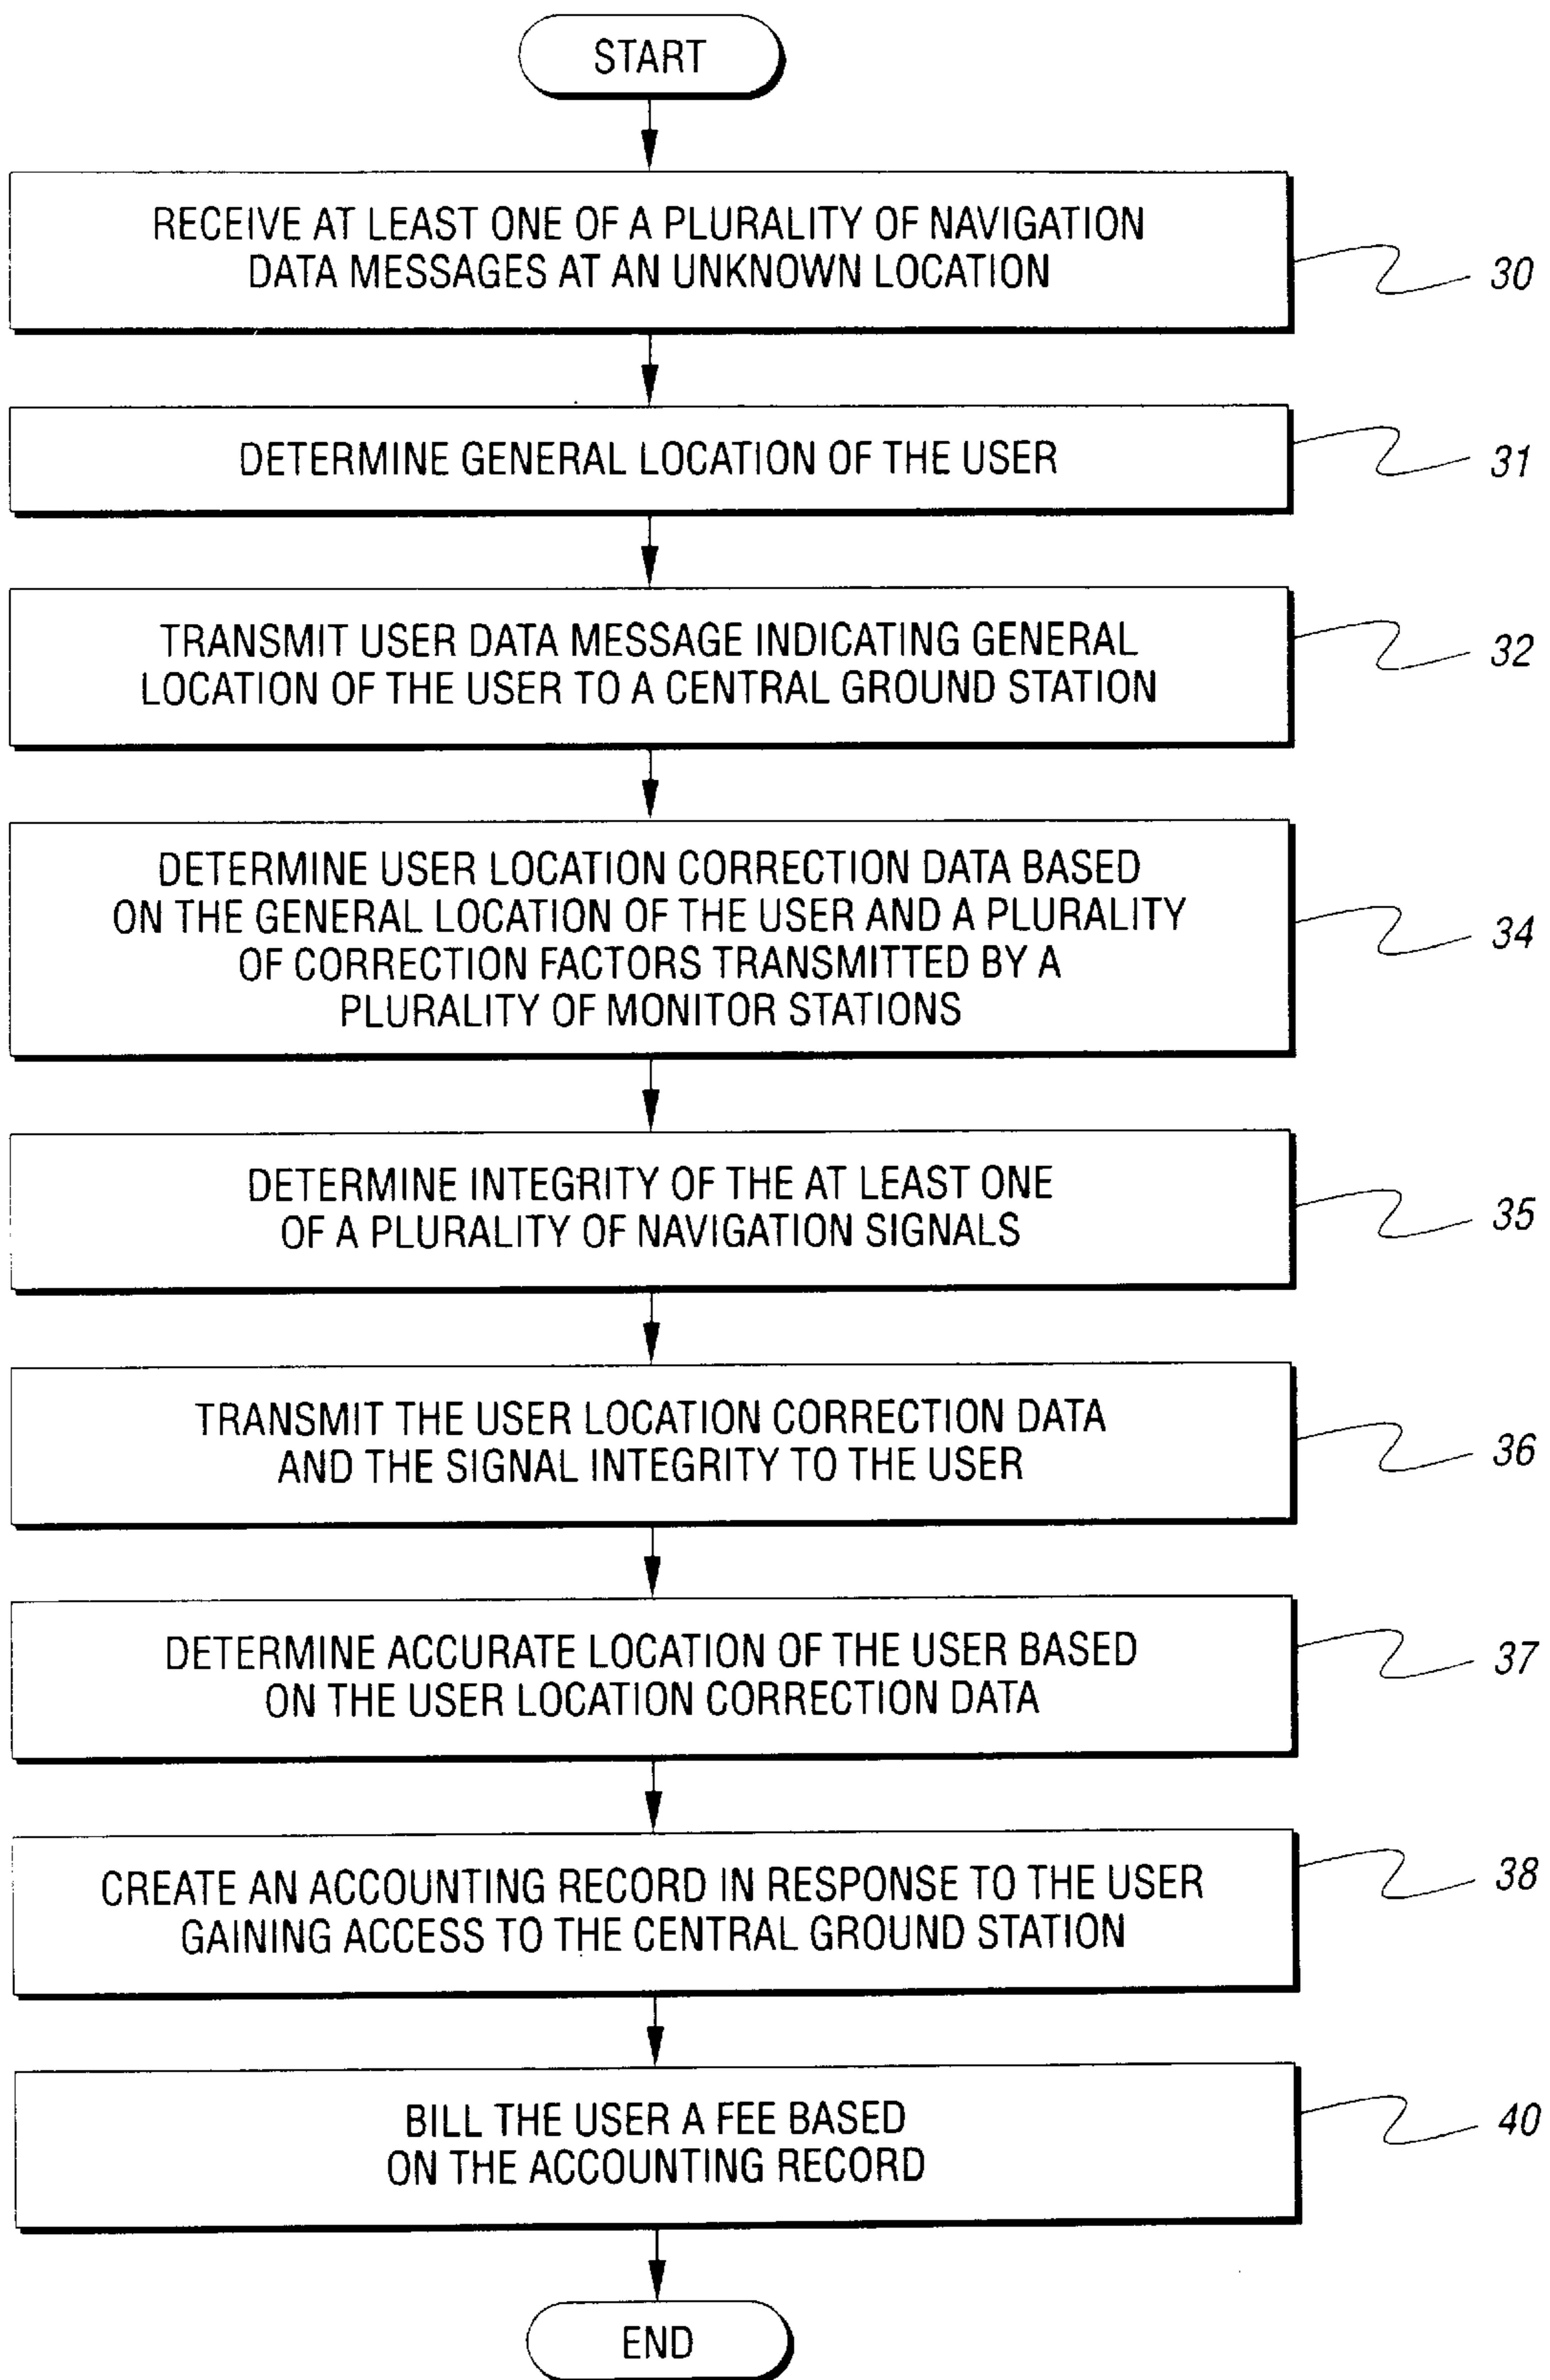 START
RECEIVE AT LEAST ONE OF A PLURALITY OF NAVIGATION
DATA MESSAGES AT AN UNKNOWN LOCATION
30
DETERMINE GENERAL LOCATION OF THE USER
31
TRANSMIT USER DATA MESSAGE INDICATING GENERAL
LOCATION OF THE USER TO A CENTRAL GROUND STATION
32
DETERMINE USER LOCATION CORRECTION DATA BASED
ON THE GENERAL LOCATION OF THE USER AND A PLURALITY
OF CORRECTION FACTORS TRANSMITTED BY A
PLURALITY OF MONITOR STATIONS
34
DETERMINE INTEGRITY OF THE AT LEAST ONE
OF A PLURALITY OF NAVIGATION SIGNALS
35
TRANSMIT THE USER LOCATION CORRECTION DATA
AND THE SIGNAL INTEGRITY TO THE USER
36
DETERMINE ACCURATE LOCATION OF THE USER BASED
ON THE USER LOCATION CORRECTION DATA
37
CREATE AN ACCOUNTING RECORD IN RESPONSE TO THE USER
GAINING ACCESS TO THE CENTRAL GROUND STATION
38
BILL THE USER A FEE BASED
ON THE ACCOUNTING RECORD
40
END